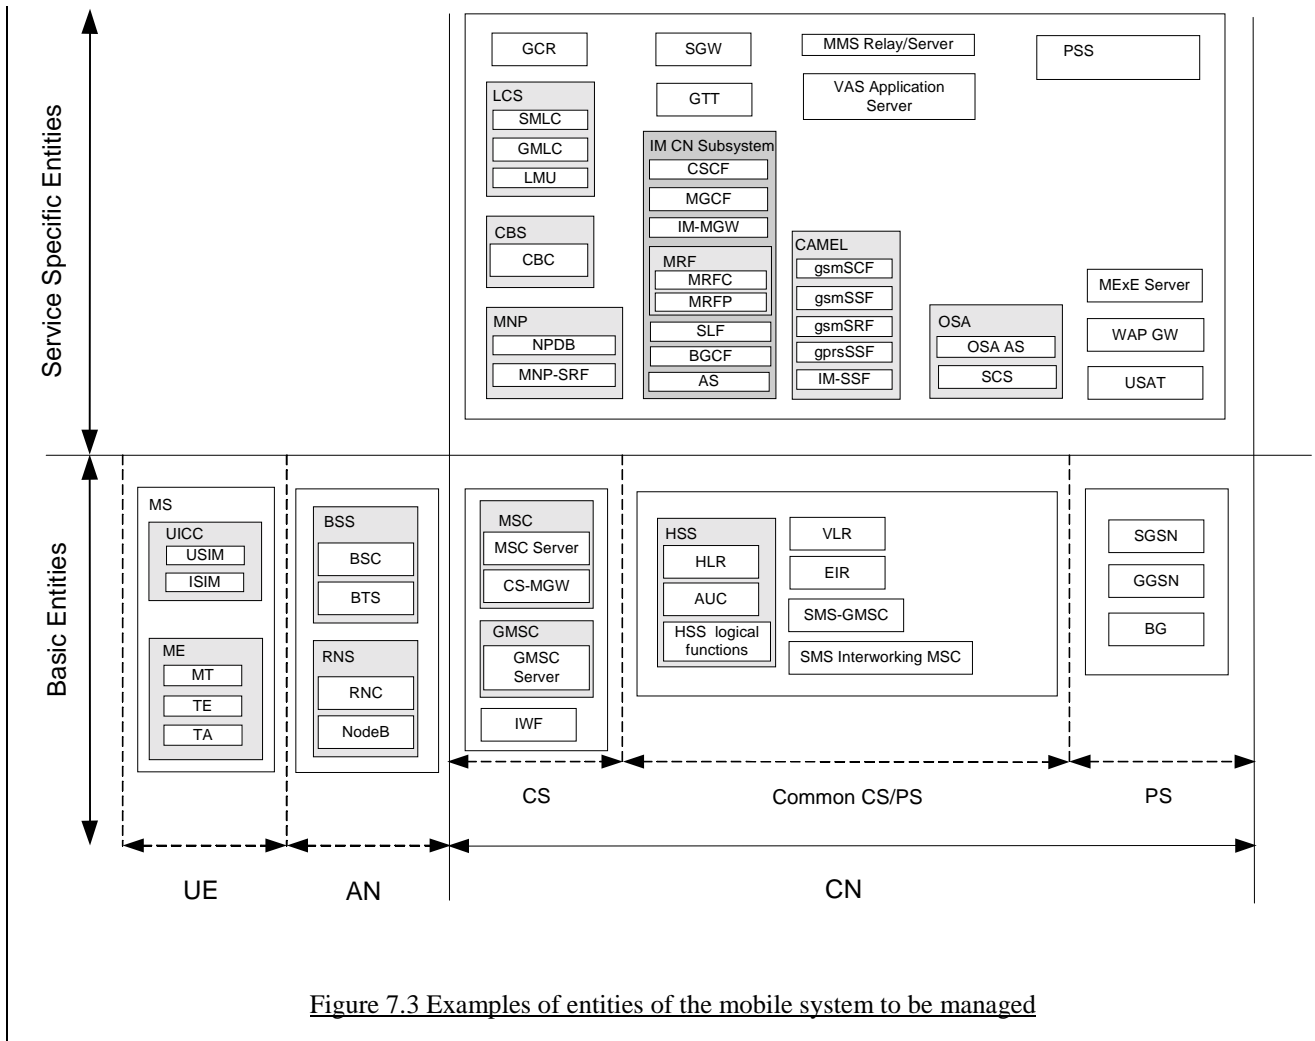 Service Specific Entities
GCR
SGW
MMS Relay/Server
PSS
LCS
SMLC
GMLC
LMU
GTT
VAS Application
Server
IM CN Subsystem
CSCF
MGCF
IM-MGW
MRF
MRFC
MRFP
SLF
BGCF
AS
CBS
CBC
MNP
NPDB
MNP-SRF
CAMEL
gsmSCF
gsmSSF
gsmSRF
gprsSSF
IM-SSF
OSA
OSA AS
SCS
MExE Server
WAP GW
USAT
Basic Entities
MS
UICC
USIM
ISIM
ME
MT
TE
TA
BSS
BSC
BTS
RNS
RNC
NodeB
MSC
MSC Server
CS-MGW
GMSC
GMSC
Server
IWF
HSS
HLR
AUC
HSS logical
functions
VLR
EIR
SMS-GMSC
SMS Interworking MSC
SGSN
GGSN
BG
CS
Common CS/PS
PS
UE
AN
CN
Figure 7.3 Examples of entities of the mobile system to be managed